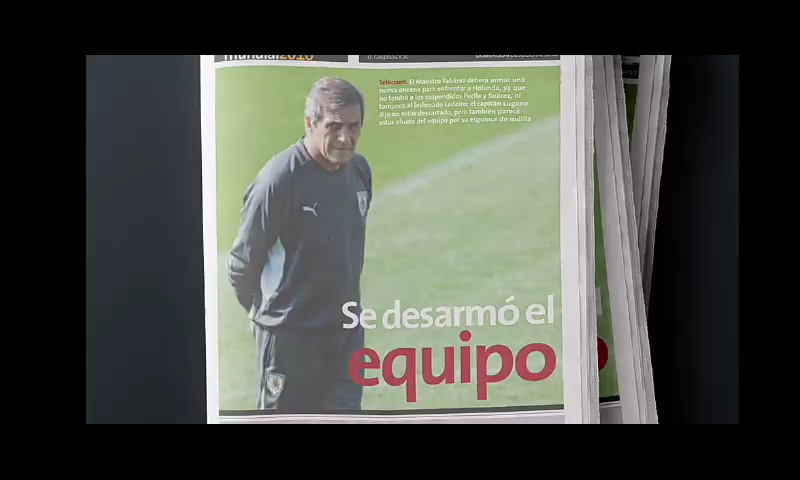 mundial2010
EL OBSERVADOR
Selección. El Maestro Tabárez deberá armar una
nueva oncena para enfrentar a Holanda, ya que
no tendrá a los suspendidos Fucile y Suárez, ni
tampoco al lesionado Lodeiro; el capitán Lugano
dijo no estar descartado, pero también parece
estar afuera del equipo por su esguince de rodilla
Se desarmó el
equipo